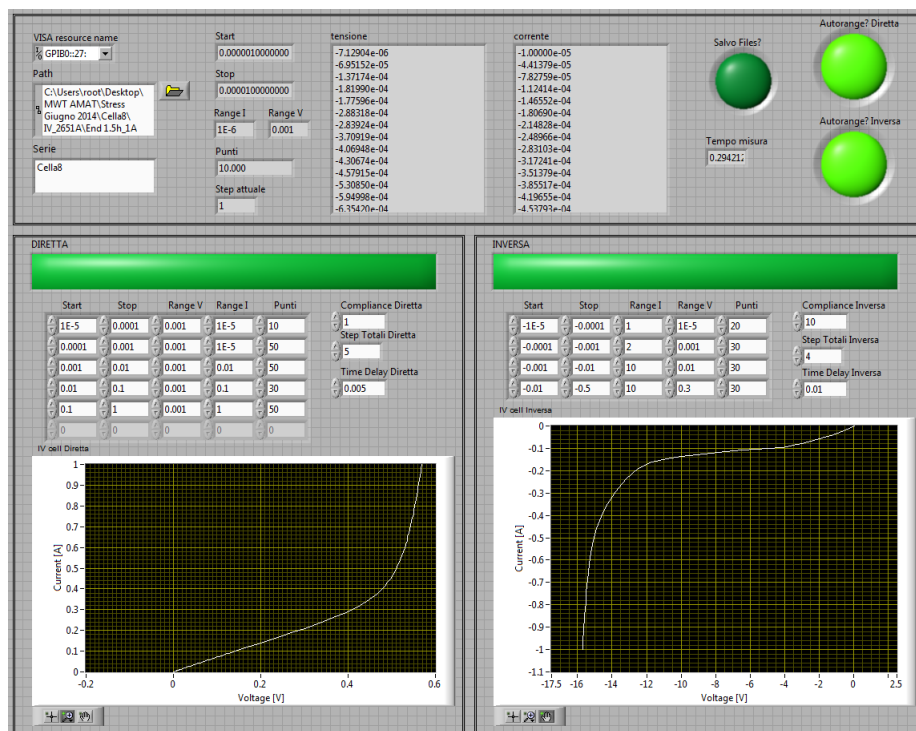 VISA resource name
GPIB0::27:
Path
C:\Users\root\Desktop\
MWT AMAT\Stress
Giugno 2014\Cella8\
IV_2651A\End 1.5h_1A
Serie
Cella8
Start
0.0000010000000
Stop
0.0000100000000
Range I Range V
1E-6 0.001
Punti
10.000
Step attuale
1
tensione
-7.12904e-06
-6.95152e-05
-1.37174e-04
-1.81990e-04
-1.77596e-04
-2.88318e-04
-2.83924e-04
-3.70919e-04
-4.06948e-04
-4.30674e-04
-4.57915e-04
-5.30850e-04
-5.94998e-04
-6.35420e-04
corrente
-1.00000e-05
-4.41379e-05
-7.82759e-05
-1.12414e-04
-1.46552e-04
-1.80690e-04
-2.14828e-04
-2.48966e-04
-2.83103e-04
-3.17241e-04
-3.51379e-04
-3.85517e-04
-4.19655e-04
-4.53793e-04
Salvo Files?
Tempo misura
0.294212
Autorange? Diretta
Autorange? Inversa
DIRETTA
Start Stop Range V Range I Punti
1E-5 0.0001 0.001 1E-5 10
0.0001 0.001 0.001 1E-5 50
0.001 0.01 0.001 0.01 50
0.01 0.1 0.001 0.1 30
0.1 1 0.001 1 50
0 0 0 0 0
Compliance Diretta
1
Step Totali Diretta
5
Time Delay Diretta
0.005
IV cell Diretta
Current [A]
1-
0.9-
0.8-
0.7-
0.6-
0.5-
0.4-
0.3-
0.2-
0.1-
0-
-0.2 0 0.2 0.4 0.6
Voltage [V]
INVERSA
Start Stop Range I Range V Punti
-1E-5 -0.0001 1 1E-5 20
-0.0001 -0.001 2 0.001 30
-0.001 -0.01 10 0.01 30
-0.01 -0.5 10 0.3 30
Compliance Inversa
10
Step Totali Inversa
4
Time Delay Inversa
0.01
IV cell Inversa
Current [A]
0-
-0.1-
-0.2-
-0.3-
-0.4-
-0.5-
-0.6-
-0.7-
-0.8-
-0.9-
-1-
-1.1-
-17.5 -16 -14 -12 -10 -8 -6 -4 -2 0 2.5
Voltage [V]